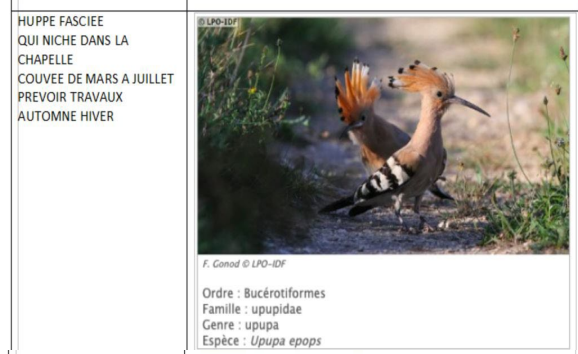 HUPPE FASCIEE
QUI NICHE DANS LA
CHAPELLE
COUVEE DE MARS A JUILLET
PREVOIR TRAVAUX
AUTOMNE HIVER
© LPO-IDF
F. Gonod © LPO-IDF
Ordre : Bucérotiformes
Famille : upupidae
Genre : upupa
Espèce : Upupa epops